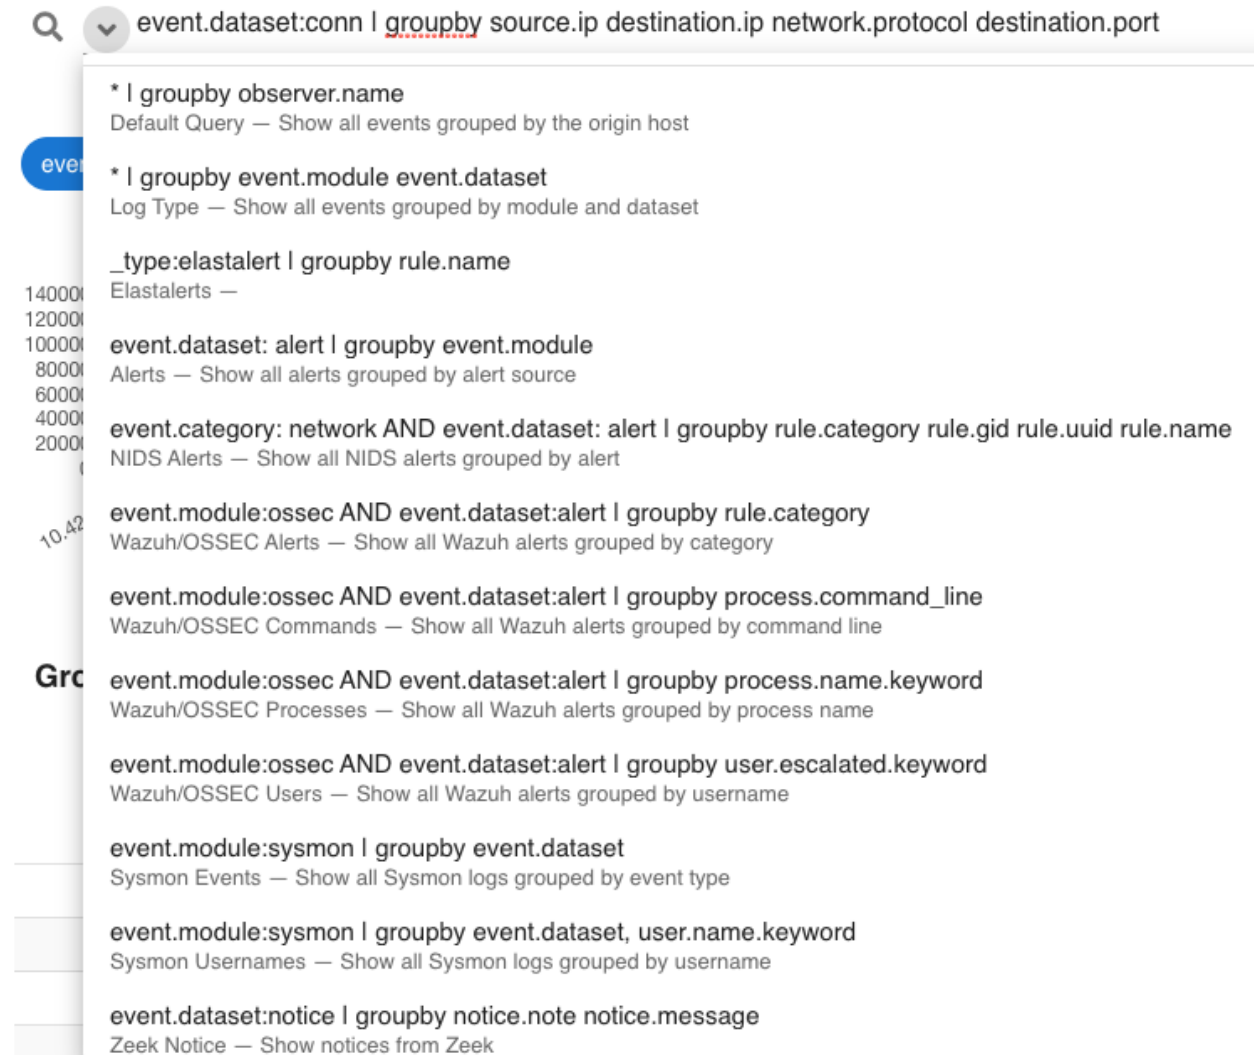 event.dataset:conn | groupby source.ip destination.ip network.protocol destination.port
* | groupby observer.name
Default Query — Show all events grouped by the origin host
* | groupby event.module event.dataset
Log Type — Show all events grouped by module and dataset
_type:elastalert | groupby rule.name
Elastalerts —
event.dataset: alert | groupby event.module
Alerts — Show all alerts grouped by alert source
event.category: network AND event.dataset: alert | groupby rule.category rule.gid rule.uuid rule.name
NIDS Alerts — Show all NIDS alerts grouped by alert
event.module:ossec AND event.dataset:alert | groupby rule.category
Wazuh/OSSEC Alerts — Show all Wazuh alerts grouped by category
event.module:ossec AND event.dataset:alert | groupby process.command_line
Wazuh/OSSEC Commands — Show all Wazuh alerts grouped by command line
event.module:ossec AND event.dataset:alert | groupby process.name.keyword
Wazuh/OSSEC Processes — Show all Wazuh alerts grouped by process name
event.module:ossec AND event.dataset:alert | groupby user.escalated.keyword
Wazuh/OSSEC Users — Show all Wazuh alerts grouped by username
event.module:sysmon | groupby event.dataset
Sysmon Events — Show all Sysmon logs grouped by event type
event.module:sysmon | groupby event.dataset, user.name.keyword
Sysmon Usernames — Show all Sysmon logs grouped by username
event.dataset:notice | groupby notice.note notice.message
Zeek Notice — Show notices from Zeek